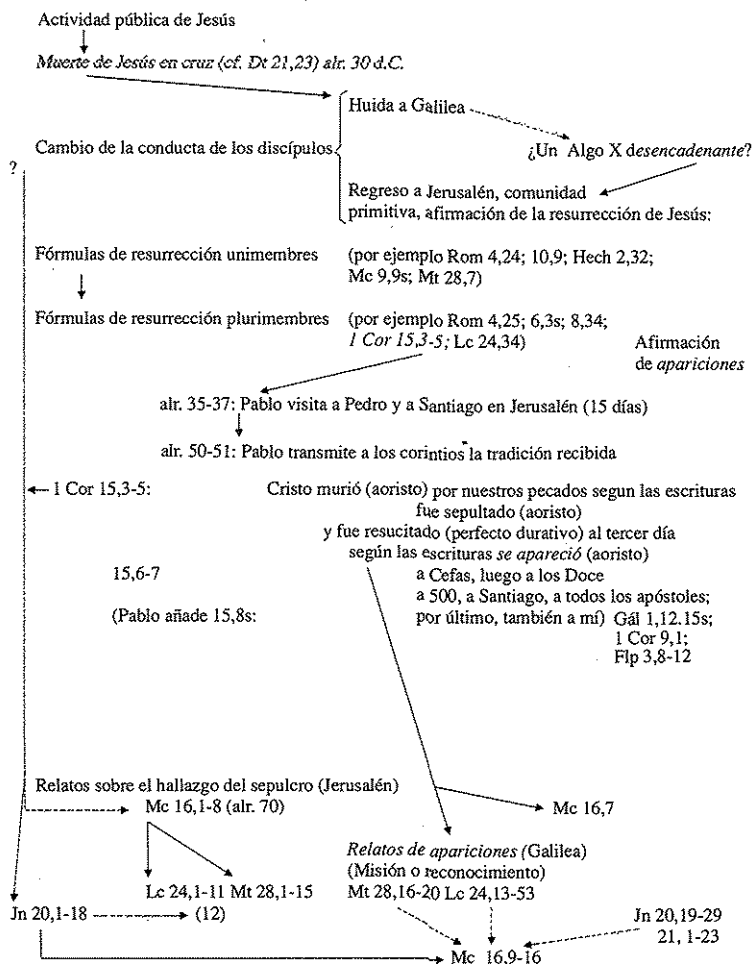 Actividad pública de Jesús
Muerte de Jesús en cruz (cf. Dt 21,23) alr. 30 d.C.
Huida a Galilea
Cambio de la conducta de los discípulos
¿Un Algo X desencadenante?
?
Regreso a Jerusalén, comunidad
primitiva, afirmación de la resurrección de Jesús:
Fórmulas de resurrección unimembres (por ejemplo Rom 4,24; 10,9; Hech 2,32;
Mc 9,9s; Mt 28,7)
Fórmulas de resurrección plurimembres (por ejemplo Rom 4,25; 6,3s; 8,34;
1 Cor 15,3-5; Lc 24,34)
Afirmación
de apariciones
alr. 35-37: Pablo visita a Pedro y a Santiago en Jerusalén (15 días)
alr. 50-51: Pablo transmite a los corintios la tradición recibida
1 Cor 15,3-5: Cristo murió (aoristo) por nuestros pecados segun las escrituras
fue sepultado (aoristo)
y fue resucitado (perfecto durativo) al tercer día
según las escrituras se apareció (aoristo)
15,6-7 a Cefas, luego a los Doce
a 500, a Santiago, a todos los apóstoles;
(Pablo añade 15,8s: por último, también a mí) Gál 1,12.15s;
1 Cor 9,1;
Flp 3,8-12
Relatos sobre el hallazgo del sepulcro (Jerusalén)
Mc 16,1-8 (alr. 70) Mc 16,7
Relatos de apariciones (Galilea)
(Misión o reconocimiento)
Lc 24,1-11 Mt 28,1-15 Mt 28,16-20 Lc 24,13-53
Jn 20,1-18 (12) Jn 20,19-29
21, 1-23
Mc 16,9-16